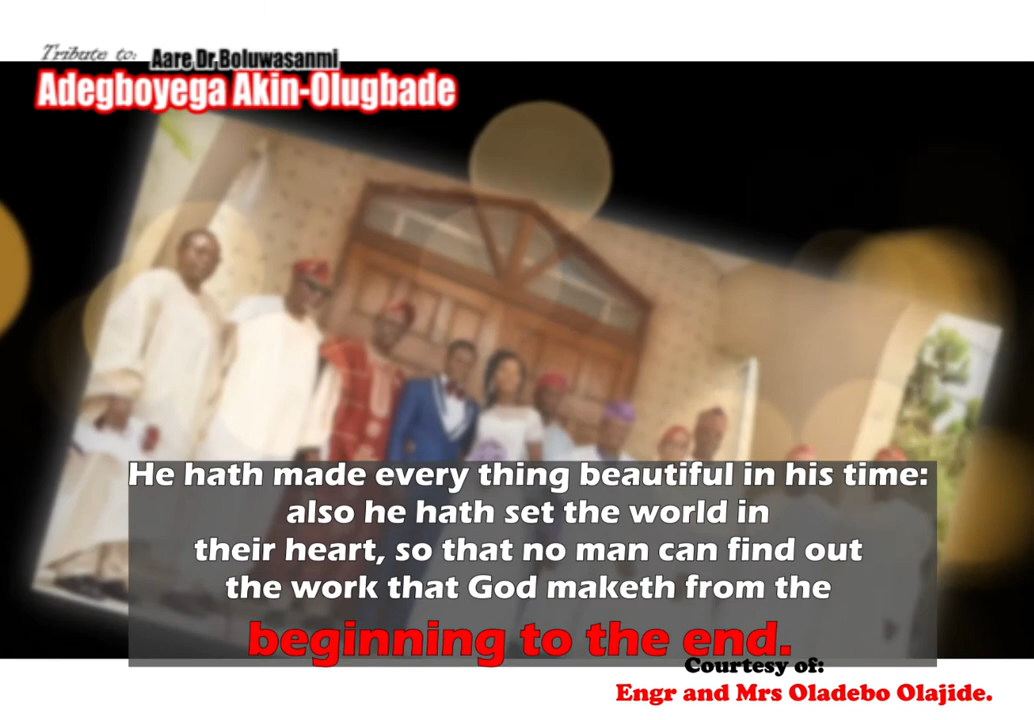 Tribute to: Aare Dr Boluwasanmi
Adegboyega Akin-Olugbade
He hath made every thing beautiful in his time:
also he hath set the world in
their heart, so that no man can find out
the work that God maketh from the
beginning to the end.
Courtesy of:
Engr and Mrs Oladebo Olajide.